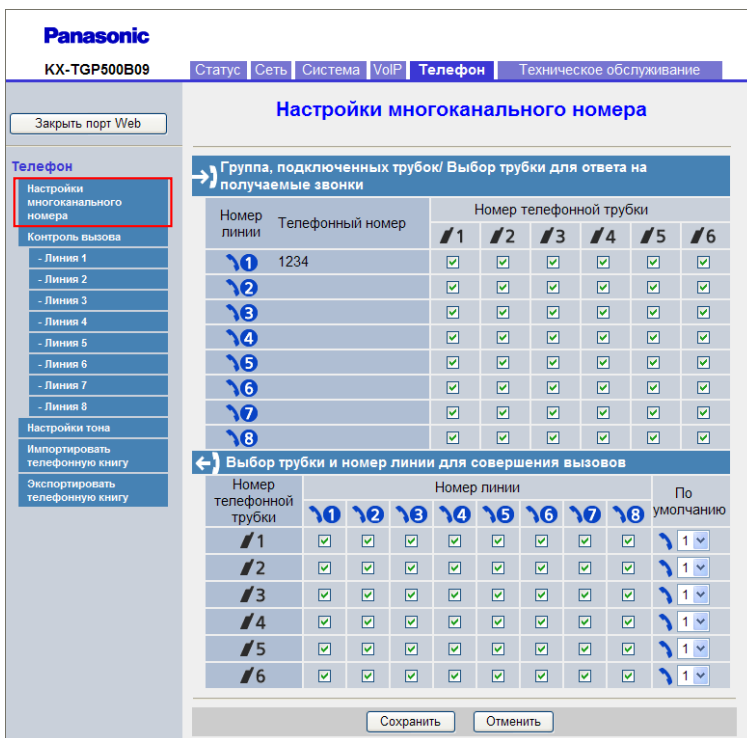 Panasonic
KX-TGP500B09
Статус Сеть Система VoIP Телефон Техническое обслуживание
Закрыть порт Web
Телефон
Настройки
многоканального
номера
Контроль вызова
- Линия 1
- Линия 2
- Линия 3
- Линия 4
- Линия 5
- Линия 6
- Линия 7
- Линия 8
Настройки тона
Импортировать
телефонную книгу
Экспортировать
телефонную книгу
Настройки многоканального номера
Группа, подключенных трубок/ Выбор трубки для ответа на
получаемые звонки
Номер
линии
Телефонный номер
Номер телефонной трубки
1 2 3 4 5 6
1 1234
2
3
4
5
6
7
8
Выбор трубки и номер линии для совершения вызовов
Номер
телефонной
трубки
Номер линии
1 2 3 4 5 6 7 8
По
умолчанию
1 1
2 1
3 1
4 1
5 1
6 1
Сохранить Отменить